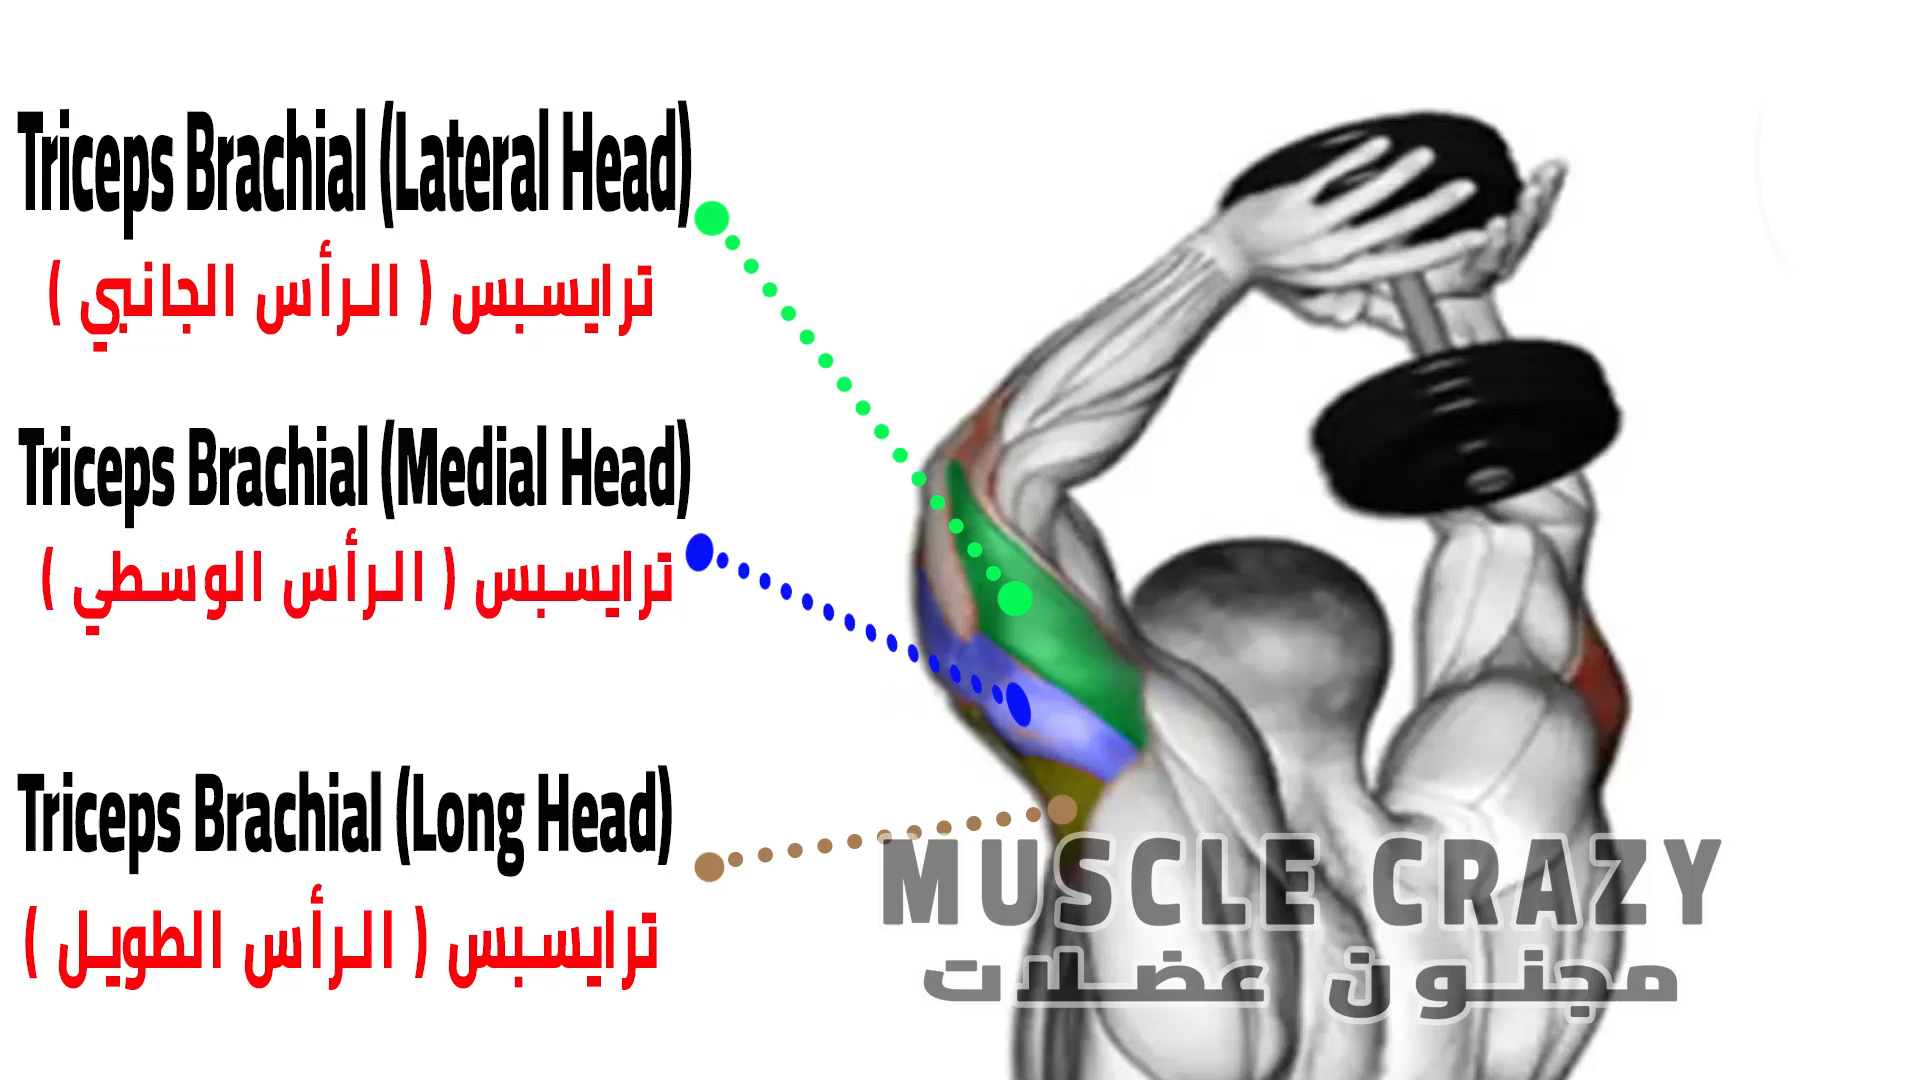 Triceps Brachial (Lateral Head)
ترايسبس ( الرأس الجانبي )
Triceps Brachial (Medial Head)
ترايسبس ( الرأس الوسطي )
Triceps Brachial (Long Head)
ترايسبس ( الرأس الطويل )
MUSCLE CRAZY
مجنون عضلات